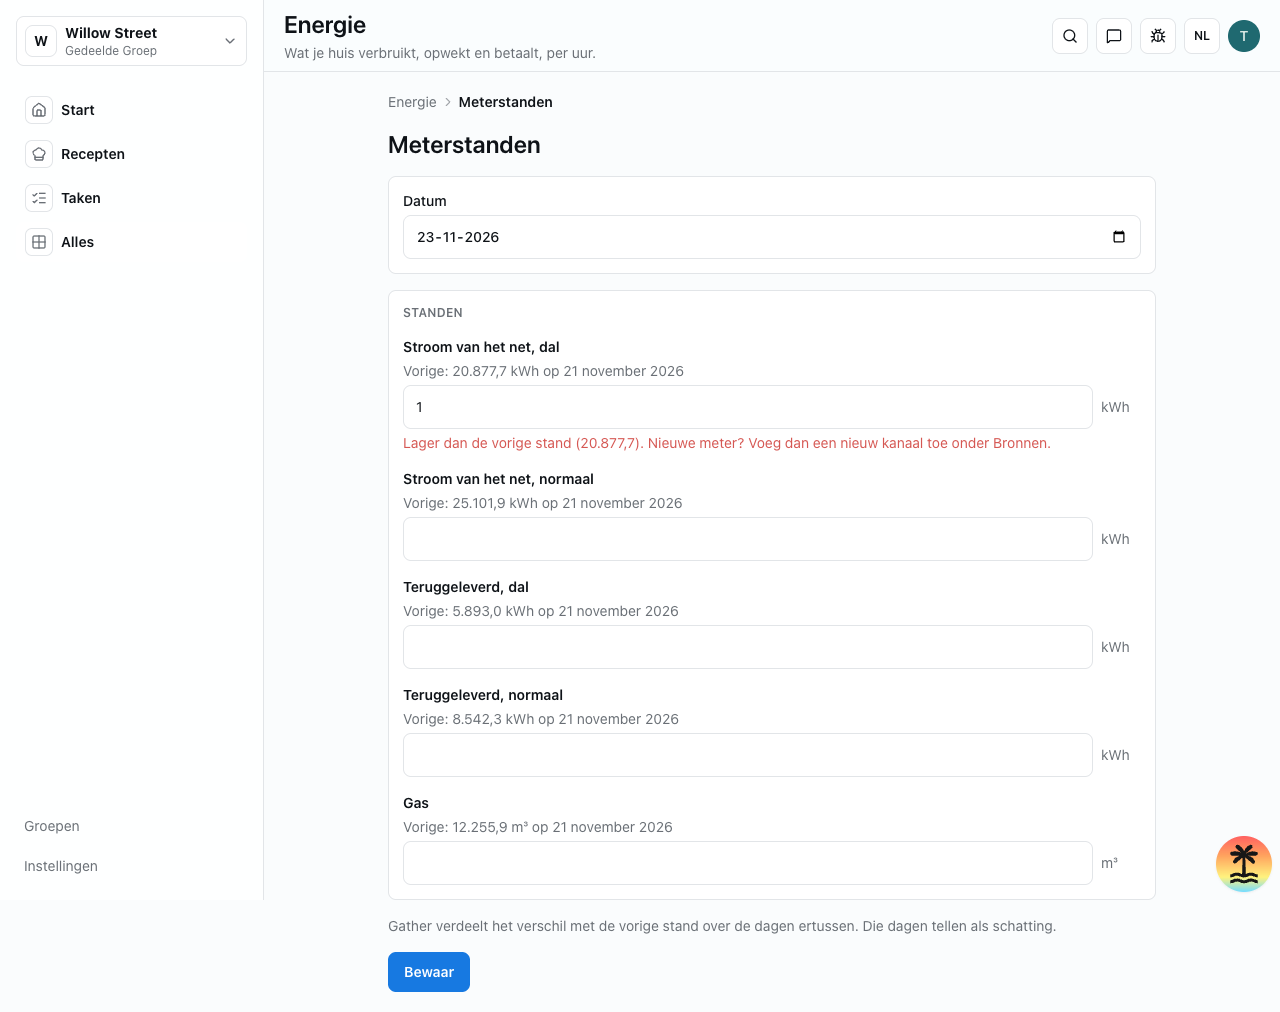 W
Willow Street
Gedeelde Groep
Start
Recepten
Taken
Alles
Groepen
Instellingen
Energie
Wat je huis verbruikt, opwekt en betaalt, per uur.
NL
T
Energie > Meterstanden
Meterstanden
Datum
23-11-2026
STANDEN
Stroom van het net, dal
Vorige: 20.877,7 kWh op 21 november 2026
1 kWh
Lager dan de vorige stand (20.877,7). Nieuwe meter? Voeg dan een nieuw kanaal toe onder Bronnen.
Stroom van het net, normaal
Vorige: 25.101,9 kWh op 21 november 2026
kWh
Teruggeleverd, dal
Vorige: 5.893,0 kWh op 21 november 2026
kWh
Teruggeleverd, normaal
Vorige: 8.542,3 kWh op 21 november 2026
kWh
Gas
Vorige: 12.255,9 m³ op 21 november 2026
m³
Gather verdeelt het verschil met de vorige stand over de dagen ertussen. Die dagen tellen als schatting.
Bewaar